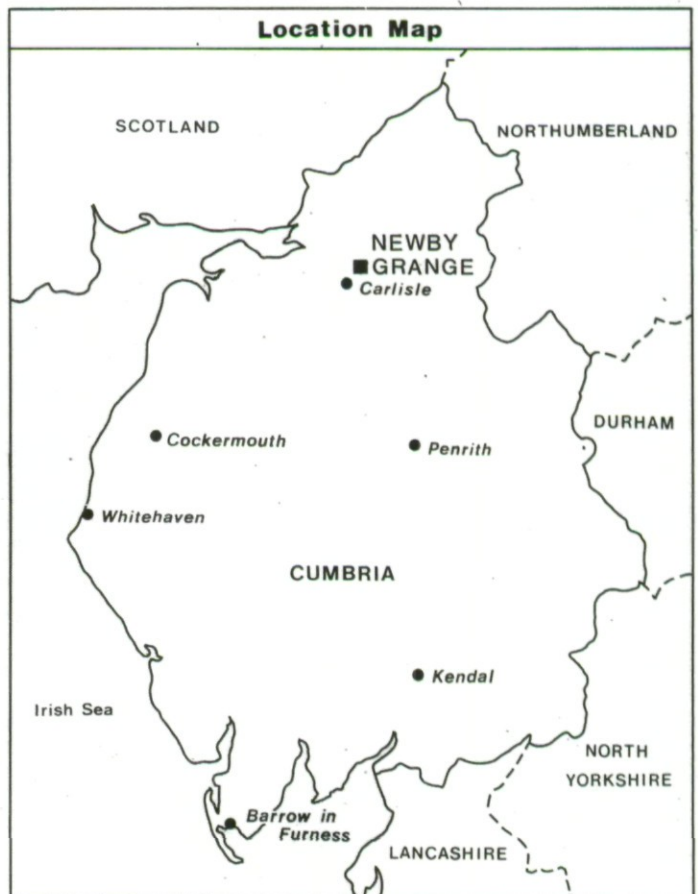 Location Map
SCOTLAND
NORTHUMBERLAND
NEWBY
GRANGE
Carlisle
DURHAM
Cockermouth
Penrith
Whitehaven
CUMBRIA
Kendal
Irish Sea
NORTH
YORKSHIRE
Barrow in
Furness
LANCASHIRE